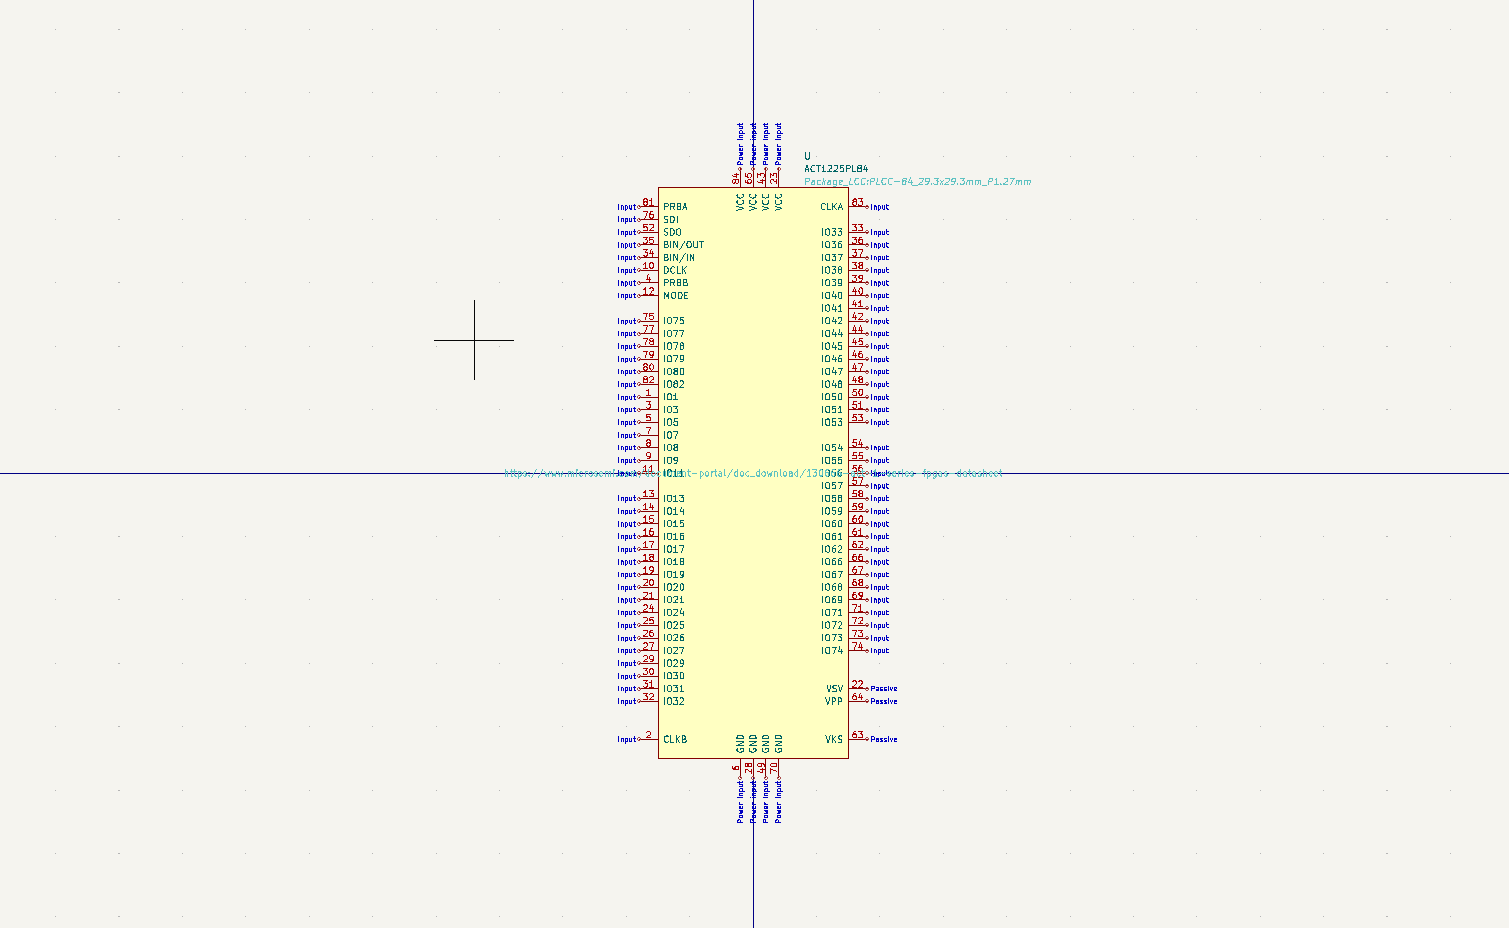 Power Input Power Input Power Input Power Input
84 65 43 23
U
ACT1225PL84
Package_LCC:PLCC-84_29.3x29.3mm_P1.27mm
VCC VCC VCC VCC
Input 81 PRBA CLKA 83 Input
Input 76 SDI
Input 52 SDO IO33 33 Input
Input 35 BIN/OUT IO36 36 Input
Input 34 BIN/IN IO37 37 Input
Input 10 DCLK IO38 38 Input
Input 4 PRBB IO39 39 Input
Input 12 MODE IO40 40 Input
IO41 41 Input
Input 75 IO75 IO42 42 Input
Input 77 IO77 IO44 44 Input
Input 78 IO78 IO45 45 Input
Input 79 IO79 IO46 46 Input
Input 80 IO80 IO47 47 Input
Input 82 IO82 IO48 48 Input
Input 1 IO1 IO50 50 Input
Input 3 IO3 IO51 51 Input
Input 5 IO5 IO53 53 Input
Input 7 IO7
Input 8 IO8 IO54 54 Input
Input 9 IO9 IO55 55 Input
11 IO11 56
IO57 57 Input
Input 13 IO13 IO58 58 Input
Input 14 IO14 IO59 59 Input
Input 15 IO15 IO60 60 Input
Input 16 IO16 IO61 61 Input
Input 17 IO17 IO62 62 Input
Input 18 IO18 IO66 66 Input
Input 19 IO19 IO67 67 Input
Input 20 IO20 IO68 68 Input
Input 21 IO21 IO69 69 Input
Input 24 IO24 IO71 71 Input
Input 25 IO25 IO72 72 Input
Input 26 IO26 IO73 73 Input
Input 27 IO27 IO74 74 Input
Input 29 IO29
Input 30 IO30
Input 31 IO31 VSV 22 Passive
Input 32 IO32 VPP 64 Passive
Input 2 CLKB VKS 63 Passive
GND GND GND GND
6 28 49 70
Power Input Power Input Power Input Power Input